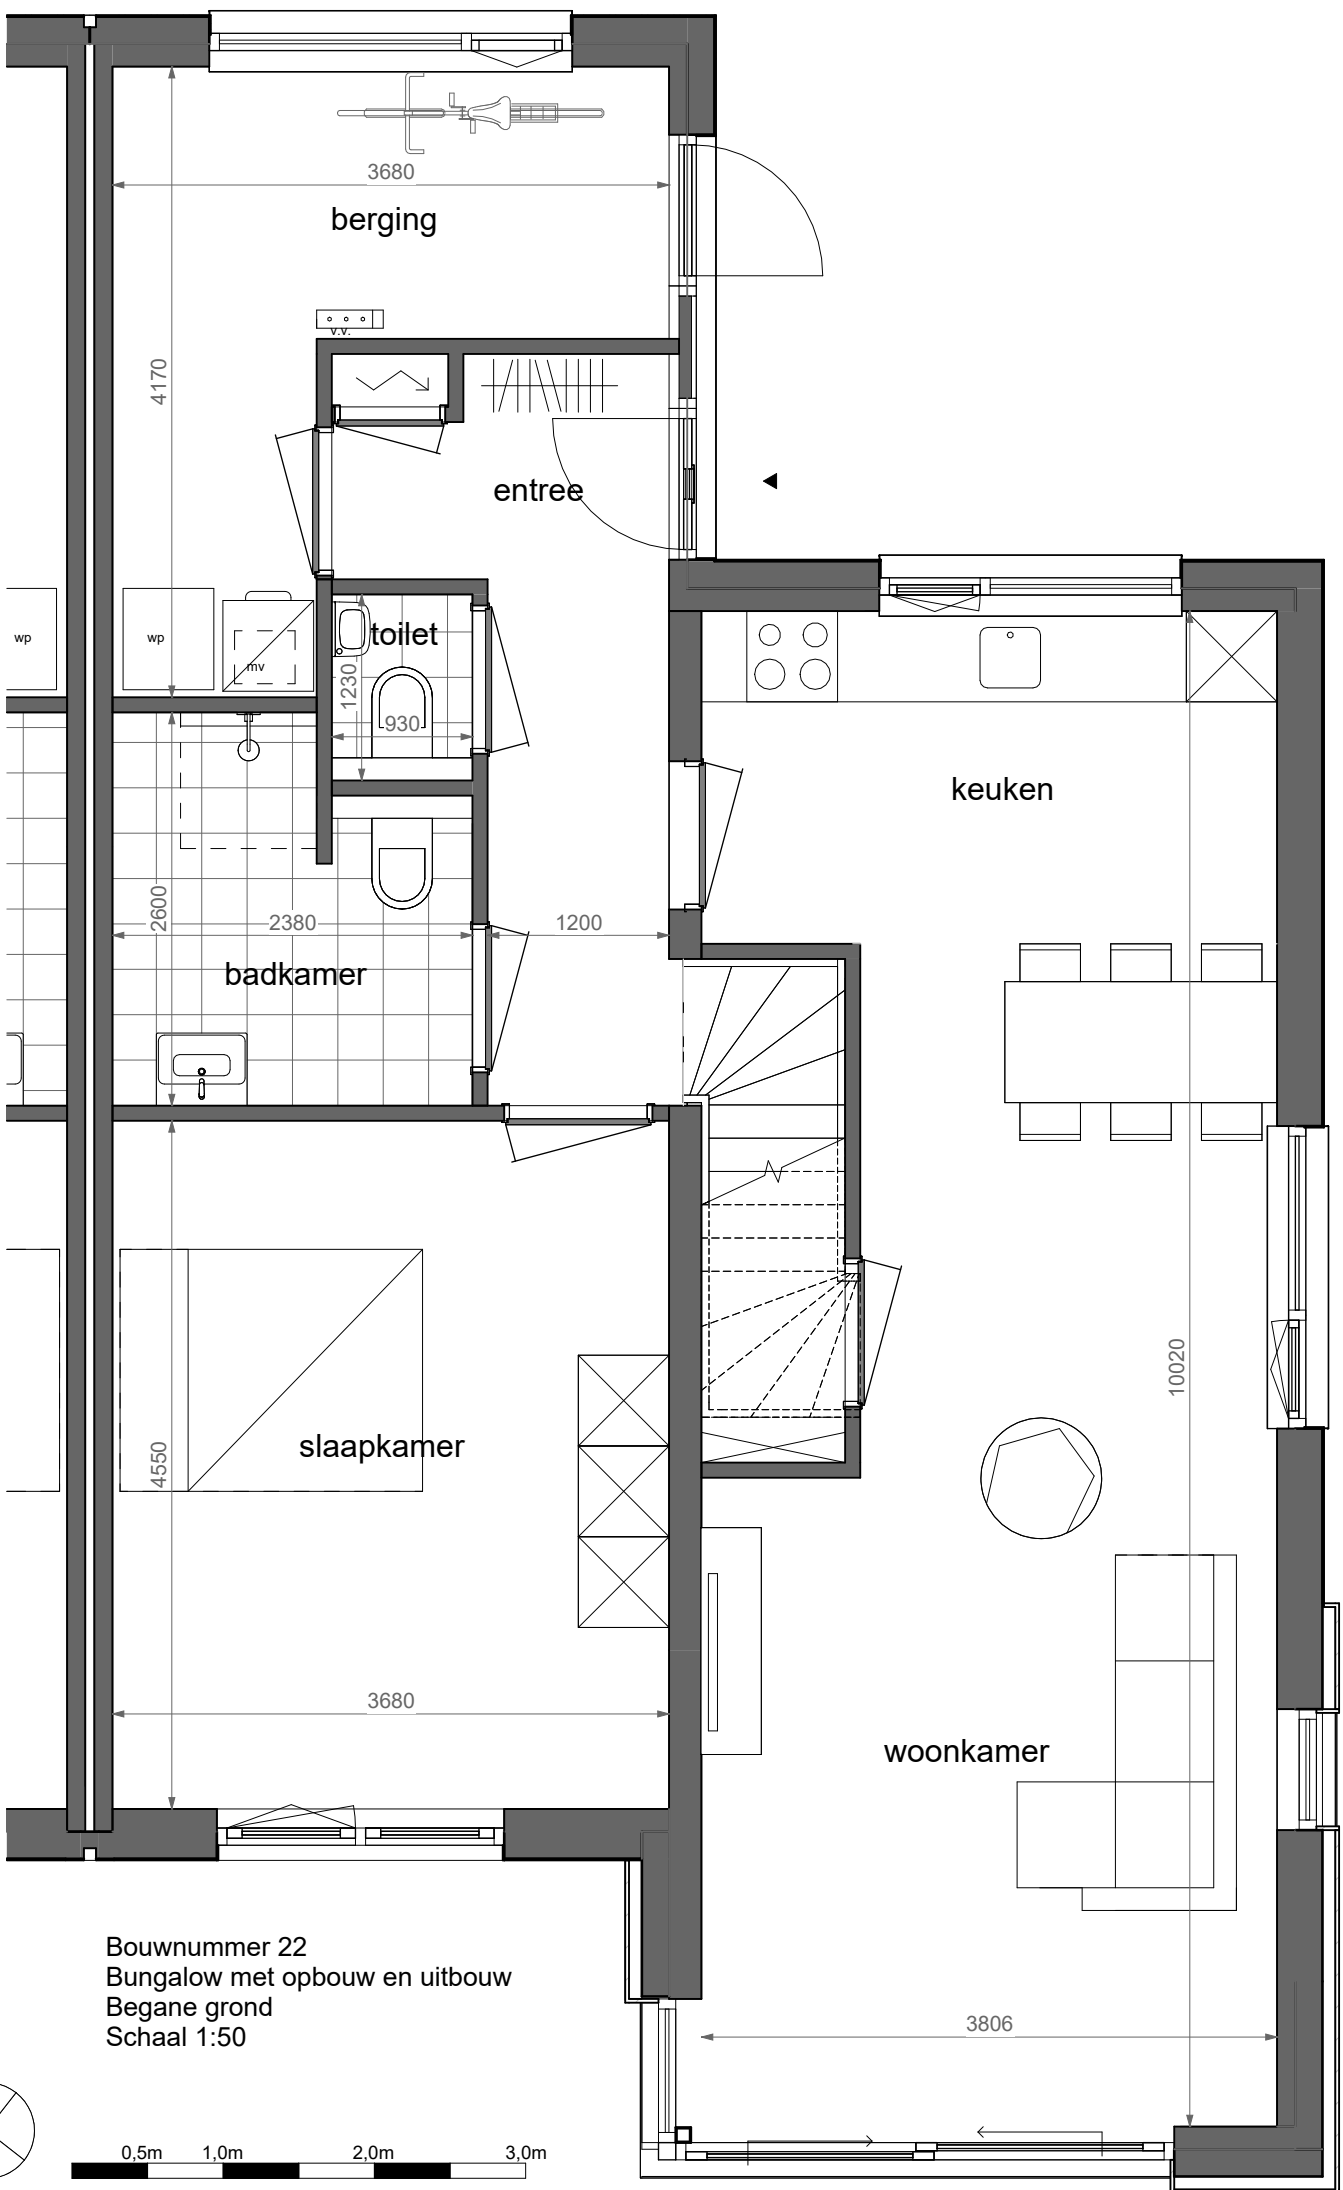 3680
berging
v.v.
4170
entree
wp
wp
mv
toilet
1230
930
keuken
2600
2380
1200
badkamer
10020
slaapkamer
4550
3680
woonkamer
Bouwnummer 22
Bungalow met opbouw en uitbouw
Begane grond
Schaal 1:50
3806
0,5m 1,0m 2,0m 3,0m